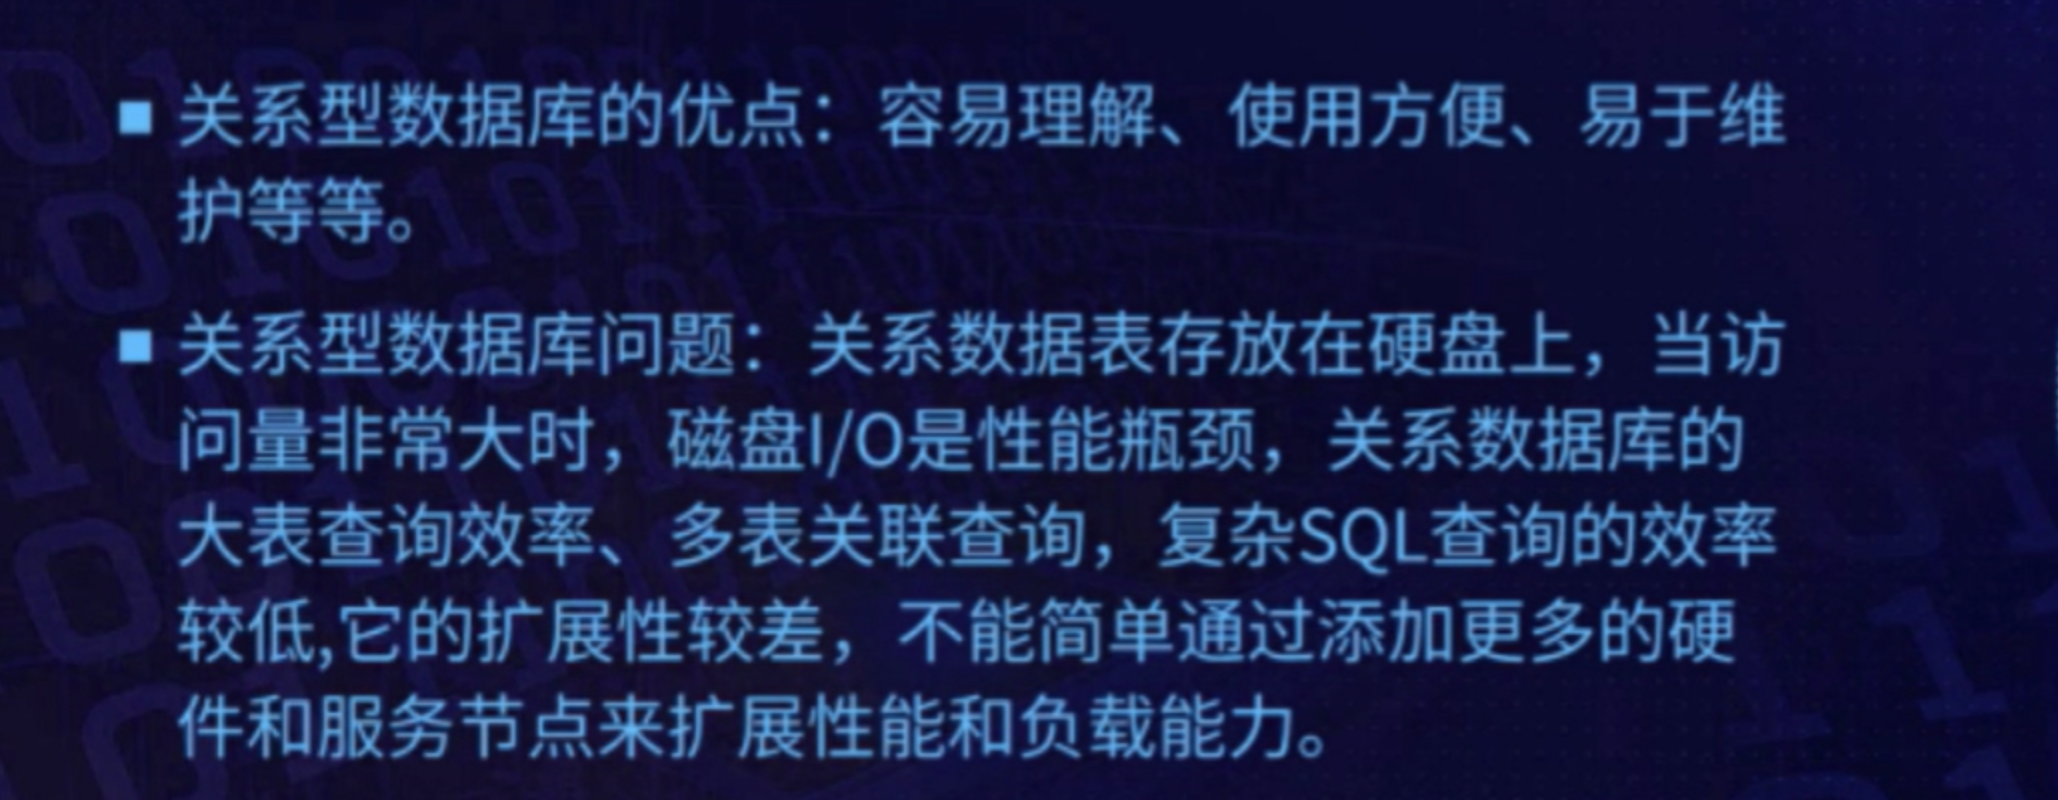 ■ 关系型数据库的优点：容易理解、使用方便、易于维
护等等。
■ 关系型数据库问题：关系数据表存放在硬盘上，当访
问量非常大时，磁盘I/O是性能瓶颈，关系数据库的
大表查询效率、多表关联查询，复杂SQL查询的效率
较低,它的扩展性较差，不能简单通过添加更多的硬
件和服务节点来扩展性能和负载能力。